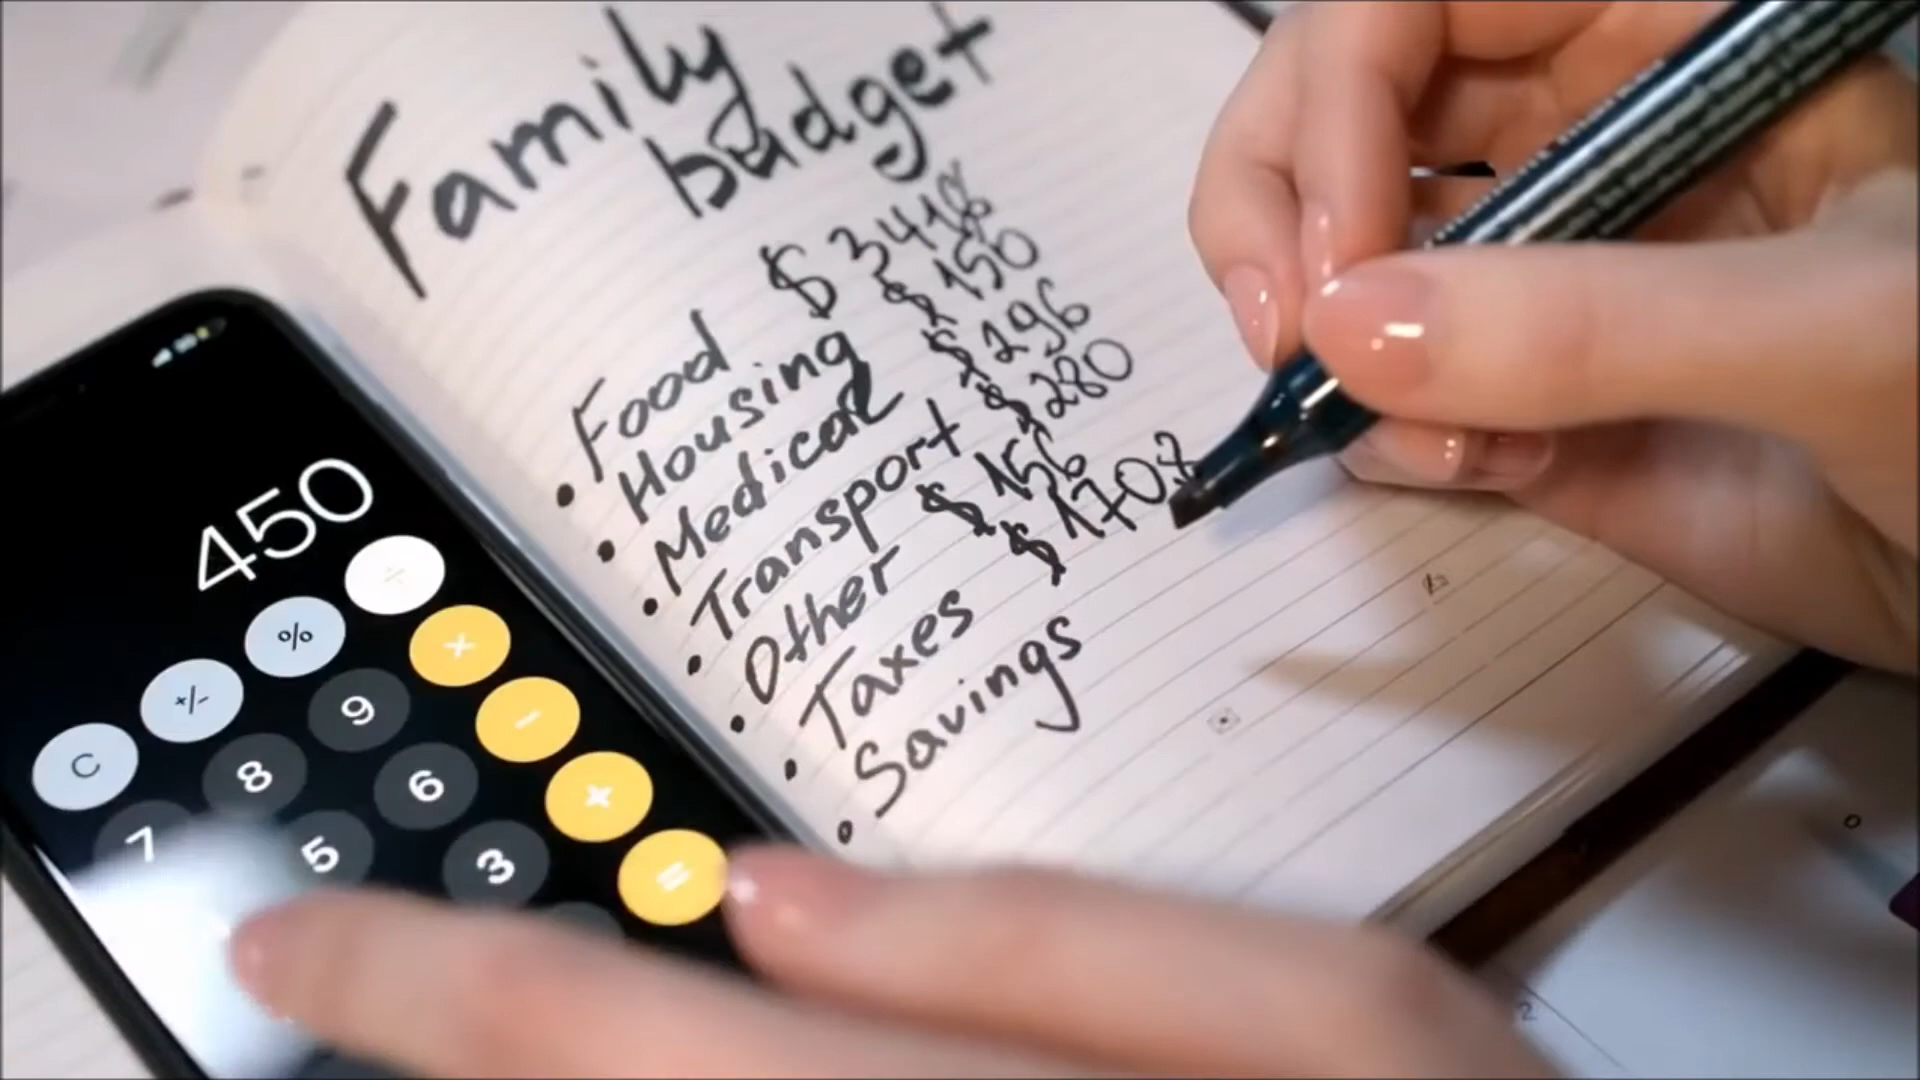 Family
budget
Food $ 3418
• Housing $ 150
• Medical $ 296
• Transport $ 280
• Other $ 156
• Taxes $ 1707
• Savings
450
C +/- % ÷
7 8 9 ×
5 6 −
3 +
=